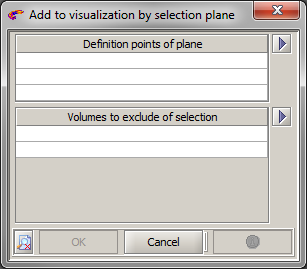 Add to visualization by selection plane
Definition points of plane
Volumes to exclude of selection
OK
Cancel